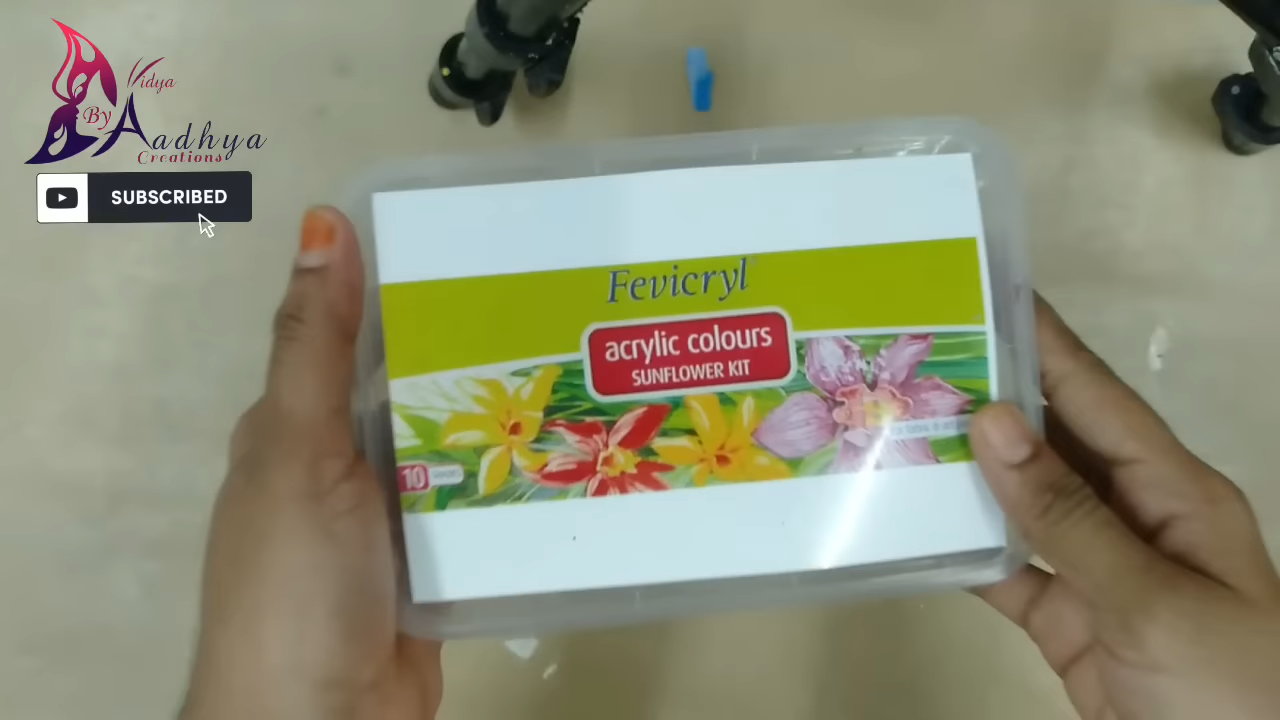 Vidya
By Aadhya
Creations
SUBSCRIBED
Fevicryl
acrylic colours
SUNFLOWER KIT
10